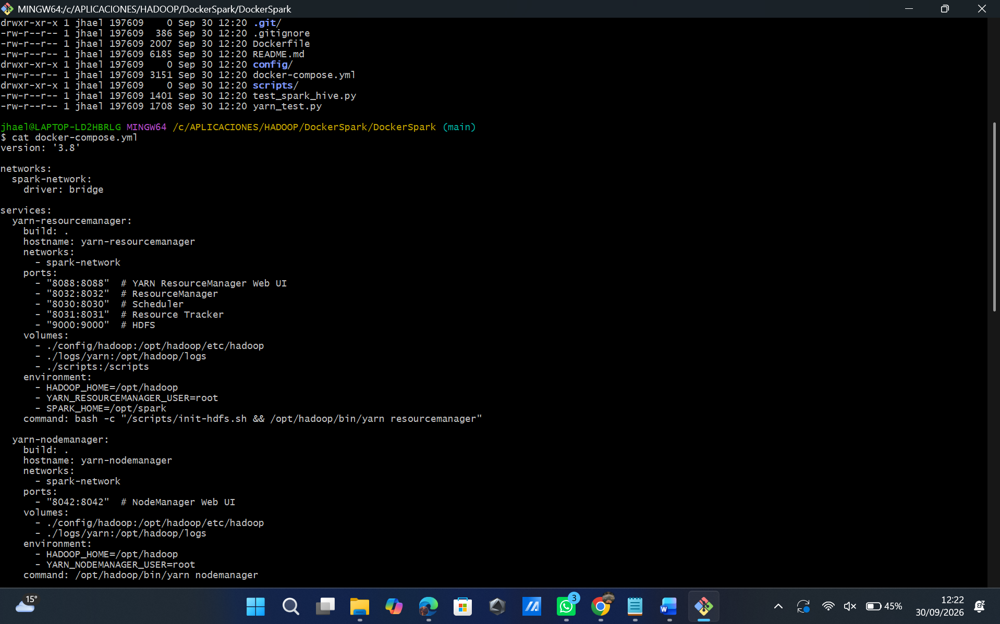 MINGW64:/c/APLICACIONES/HADOOP/DockerSpark/DockerSpark
drwxr-xr-x 1 jhael 197609    0 Sep 30 12:20 .git/
-rw-r--r-- 1 jhael 197609  386 Sep 30 12:20 .gitignore
-rw-r--r-- 1 jhael 197609 2007 Sep 30 12:20 Dockerfile
-rw-r--r-- 1 jhael 197609 6185 Sep 30 12:20 README.md
drwxr-xr-x 1 jhael 197609    0 Sep 30 12:20 config/
-rw-r--r-- 1 jhael 197609 3151 Sep 30 12:20 docker-compose.yml
drwxr-xr-x 1 jhael 197609    0 Sep 30 12:20 scripts/
-rw-r--r-- 1 jhael 197609 1401 Sep 30 12:20 test_spark_hive.py
-rw-r--r-- 1 jhael 197609 1708 Sep 30 12:20 yarn_test.py
jhael@LAPTOP-LD2HBRLG MINGW64 /c/APLICACIONES/HADOOP/DockerSpark/DockerSpark (main)
$ cat docker-compose.yml
version: '3.8'
networks:
  spark-network:
    driver: bridge
services:
  yarn-resourcemanager:
    build: .
    hostname: yarn-resourcemanager
    networks:
      - spark-network
    ports:
      - "8088:8088"  # YARN ResourceManager Web UI
      - "8032:8032"  # ResourceManager
      - "8030:8030"  # Scheduler
      - "8031:8031"  # Resource Tracker
      - "9000:9000"  # HDFS
    volumes:
      - ./config/hadoop:/opt/hadoop/etc/hadoop
      - ./logs/yarn:/opt/hadoop/logs
      - ./scripts:/scripts
    environment:
      - HADOOP_HOME=/opt/hadoop
      - YARN_RESOURCEMANAGER_USER=root
      - SPARK_HOME=/opt/spark
    command: bash -c "/scripts/init-hdfs.sh && /opt/hadoop/bin/yarn resourcemanager"
  yarn-nodemanager:
    build: .
    hostname: yarn-nodemanager
    networks:
      - spark-network
    ports:
      - "8042:8042"  # NodeManager Web UI
    volumes:
      - ./config/hadoop:/opt/hadoop/etc/hadoop
      - ./logs/yarn:/opt/hadoop/logs
    environment:
      - HADOOP_HOME=/opt/hadoop
      - YARN_NODEMANAGER_USER=root
    command: /opt/hadoop/bin/yarn nodemanager
15°
3
45%
12:22
30/09/2026